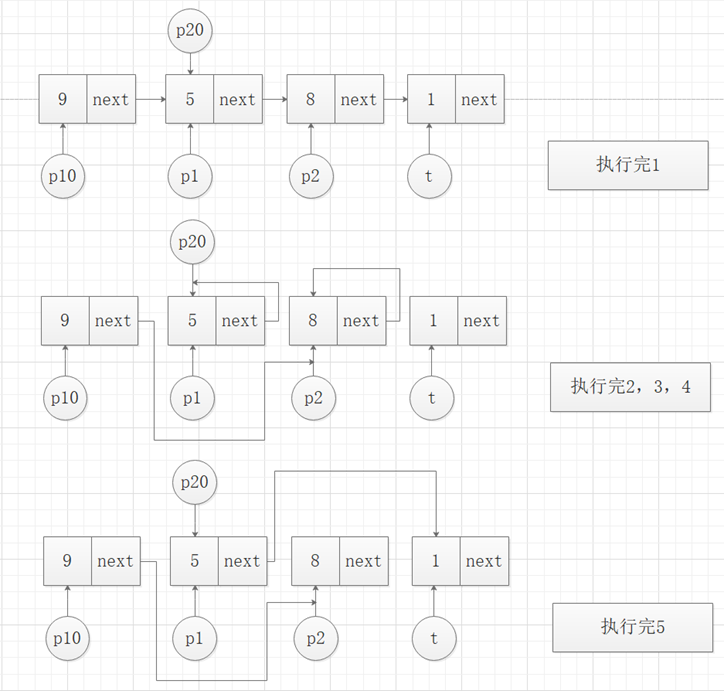 p20
9 next 5 next 8 next 1 next
p10 p1 p2 t
执行完1
p20
9 next 5 next 8 next 1 next
p10 p1 p2 t
执行完2，3，4
p20
9 next 5 next 8 next 1 next
p10 p1 p2 t
执行完5